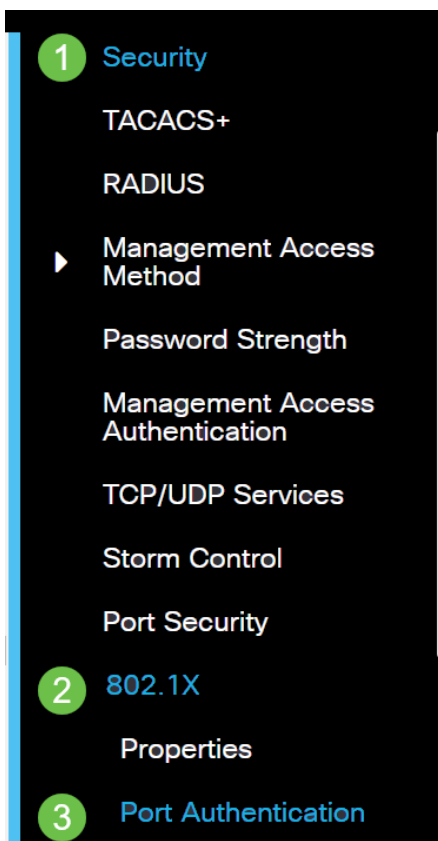 1 Security
TACACS+
RADIUS
Management Access
Method
Password Strength
Management Access
Authentication
TCP/UDP Services
Storm Control
Port Security
2 802.1X
Properties
3 Port Authentication